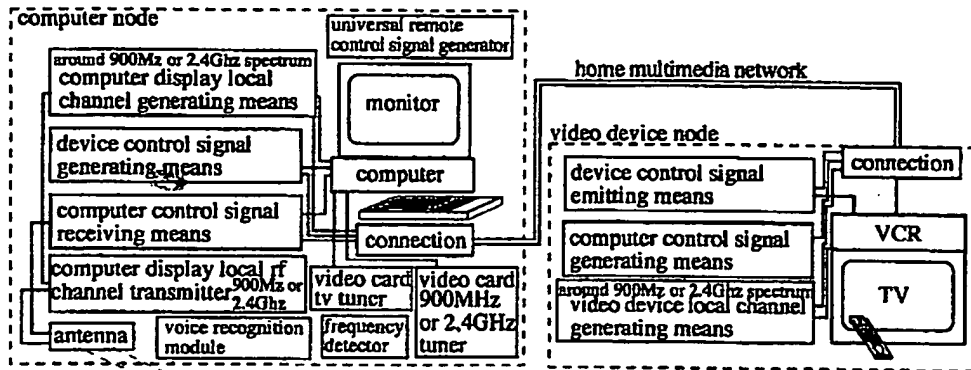 computer node
universal remote
control signal generator
around 900Mz or 2.4Ghz spectrum
computer display local
channel generating means
monitor
home multimedia network
device control signal
generating means
computer
computer control signal
receiving means
connection
computer display local rf
channel transmitter 900Mz or
2.4Ghz
video card
tv tuner
video card
900MHz
or 2.4GHz
tuner
antenna
voice recognition
module
frequency
detector
video device node
connection
device control signal
emitting means
VCR
computer control signal
generating means
around 900Mz or 2.4Ghz spectrum
video device local channel
generating means
TV